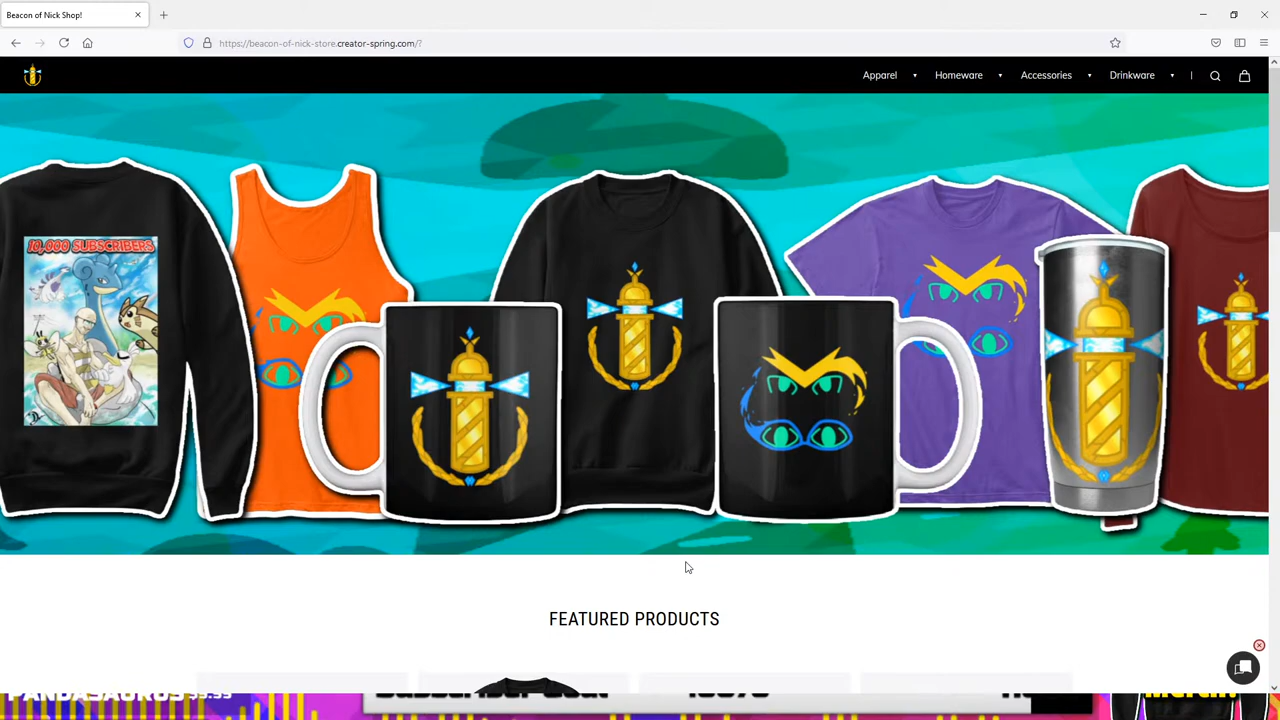 Beacon of Nick Shop!
https://beacon-of-nick-store.creator-spring.com/?
Apparel
Homeware
Accessories
Drinkware
10,000 SUBSCRIBERS
FEATURED PRODUCTS